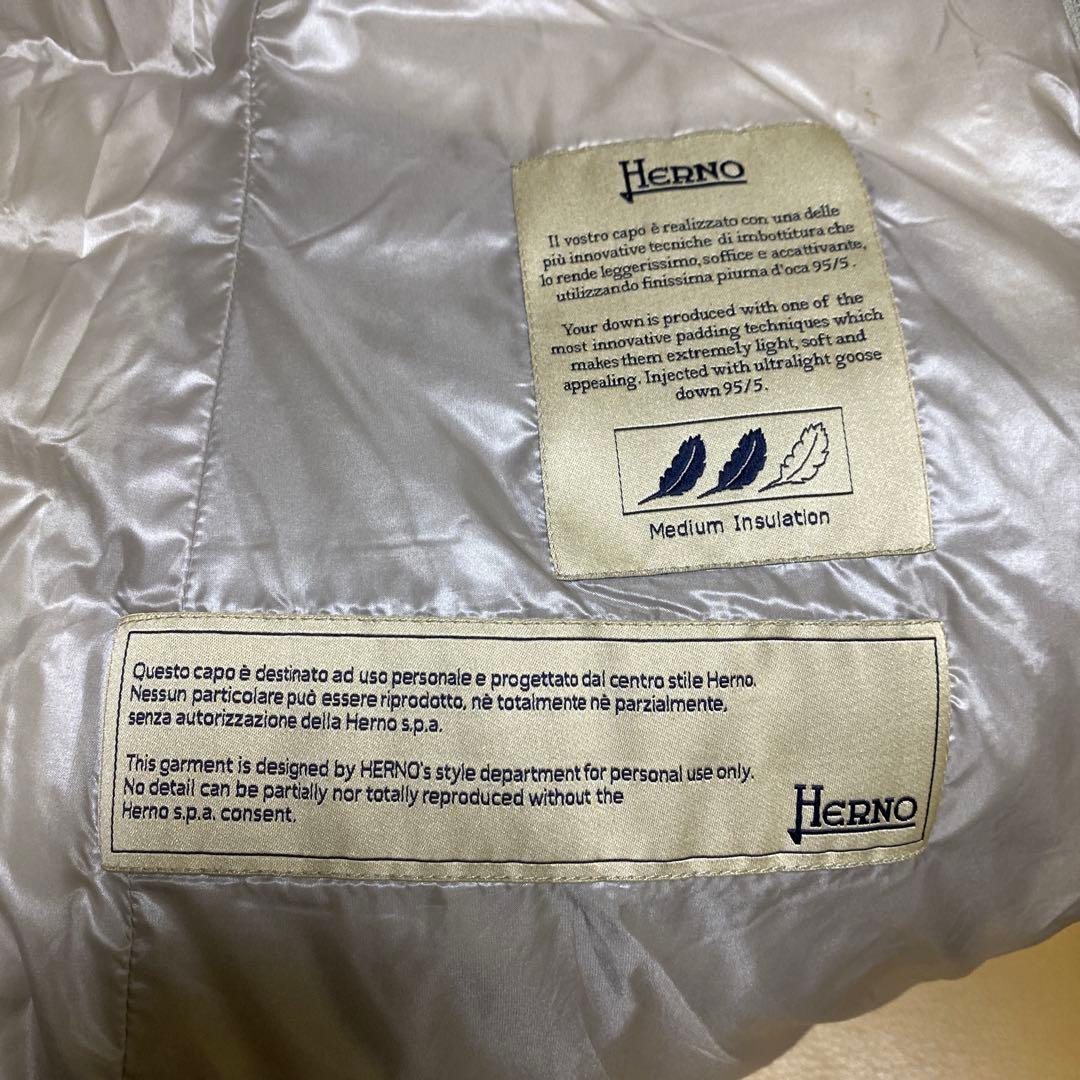 HERNO
Il vostro capo è realizzato con una delle
più innovative tecniche di imbottitura che
lo rende leggerissimo, soffice e accattivante,
utilizzando finissima piuma d'oca 95/5.
Your down is produced with one of the
most innovative padding techniques which
makes them extremely light, soft and
appealing. Injected with ultralight goose
down 95/5.
Medium Insulation
Questo capo è destinato ad uso personale e progettato dal centro stile Herno.
Nessun particolare può essere riprodotto, nè totalmente nè parzialmente,
senza autorizzazione della Herno s.p.a.
This garment is designed by HERNO's style department for personal use only.
No detail can be partially nor totally reproduced without the
Herno s.p.a. consent.
HERNO